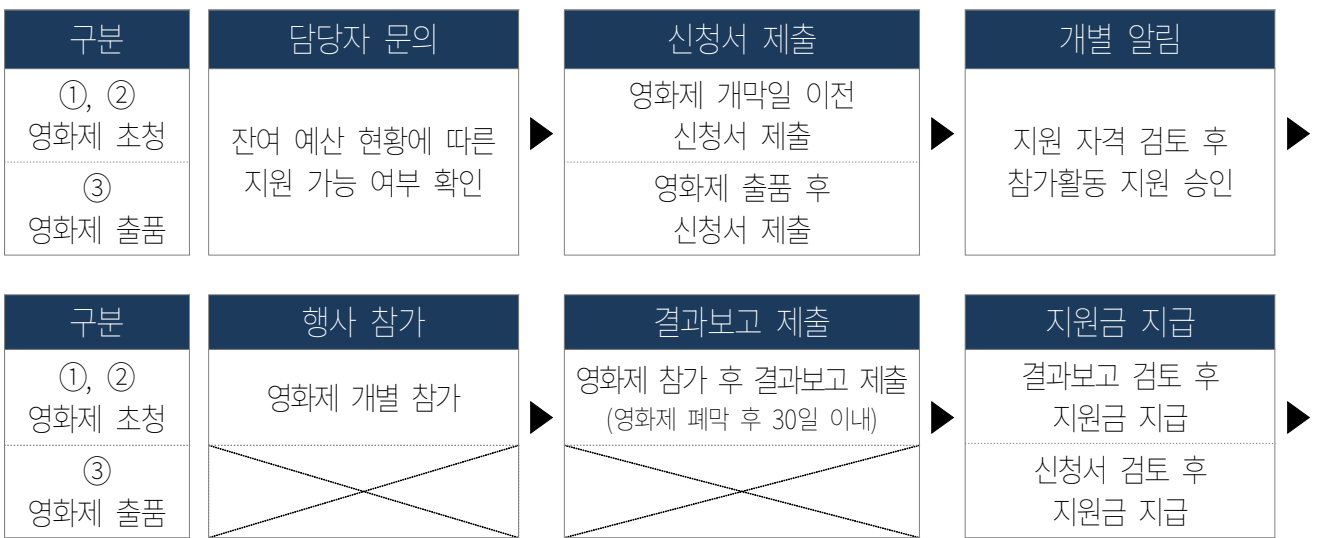 구분
담당자 문의
신청서 제출
개별 알림
①, ②
영화제 초청
③
영화제 출품
잔여 예산 현황에 따른
지원 가능 여부 확인
▶
영화제 개막일 이전
신청서 제출
영화제 출품 후
신청서 제출
▶
지원 자격 검토 후
참가활동 지원 승인
▶
구분
행사 참가
결과보고 제출
지원금 지급
①, ②
영화제 초청
③
영화제 출품
영화제 개별 참가
▶
영화제 참가 후 결과보고 제출
(영화제 폐막 후 30일 이내)
▶
결과보고 검토 후
지원금 지급
신청서 검토 후
지원금 지급
▶